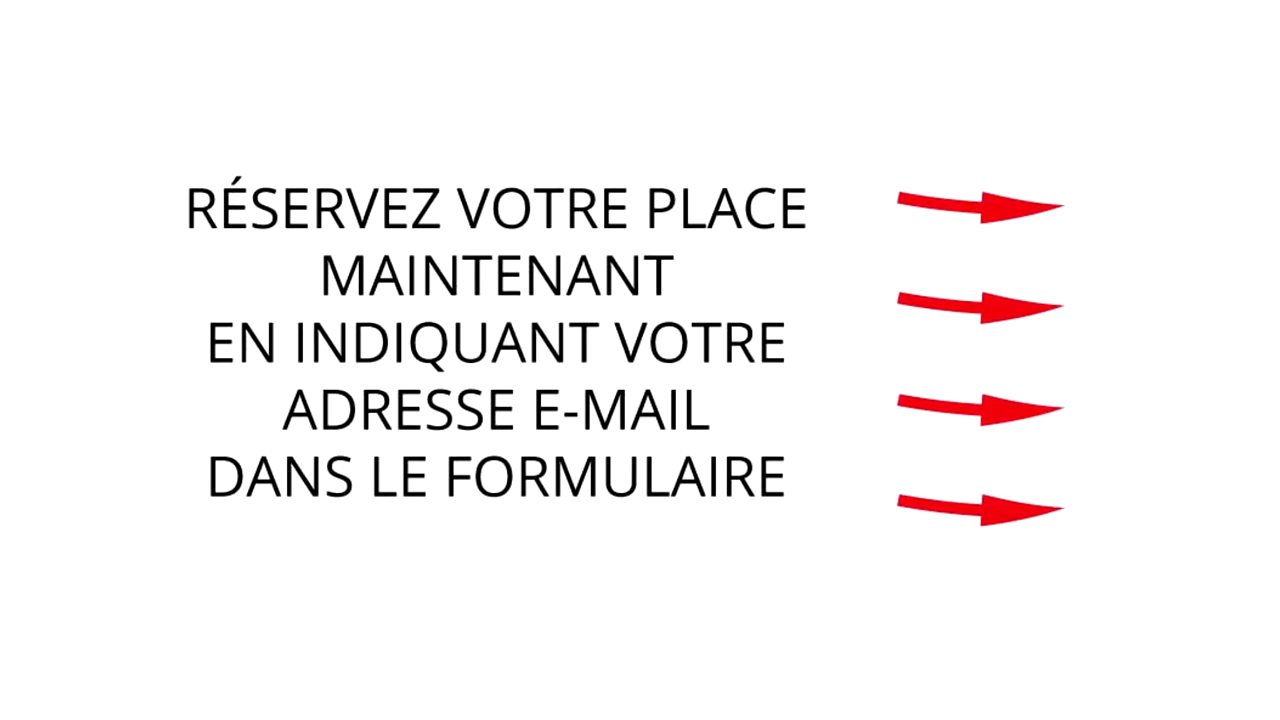 RÉSERVEZ VOTRE PLACE
MAINTENANT
EN INDIQUANT VOTRE
ADRESSE E-MAIL
DANS LE FORMULAIRE